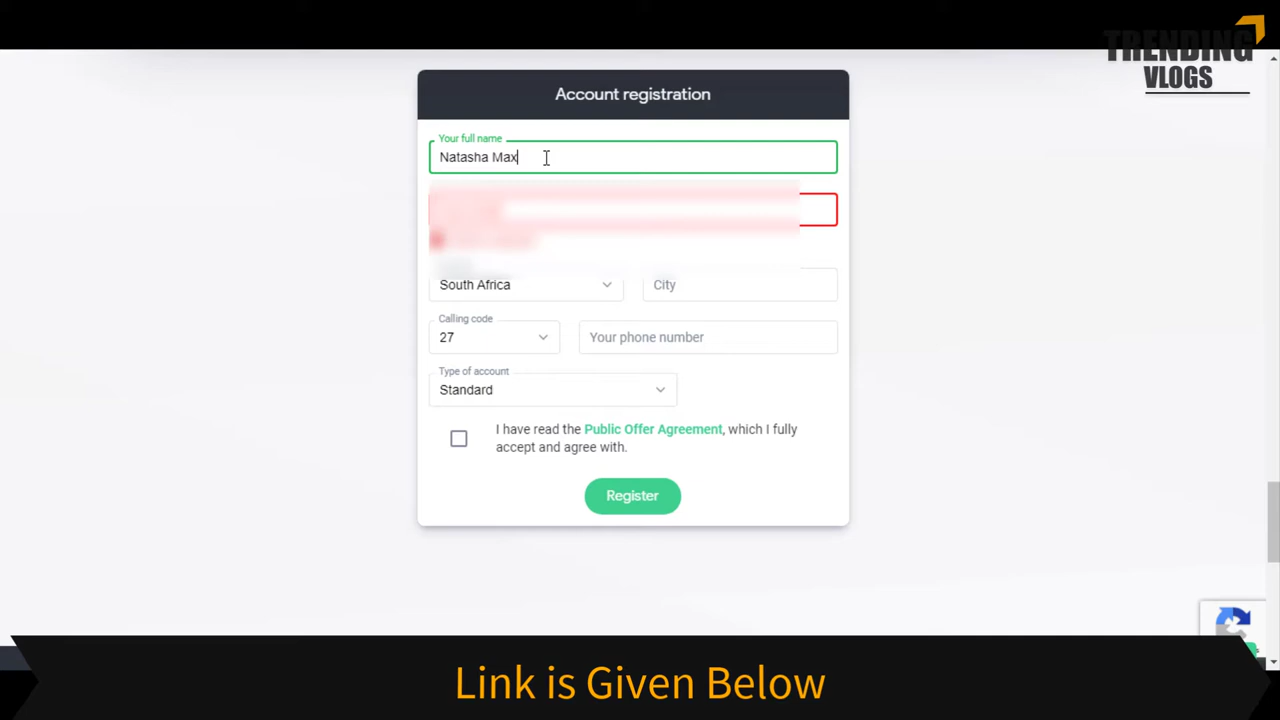 TRENDING
VLOGS
Account registration
Your full name
Natasha Max
South Africa
City
Calling code
27
Your phone number
Type of account
Standard
I have read the Public Offer Agreement, which I fully
accept and agree with.
Register
Link is Given Below